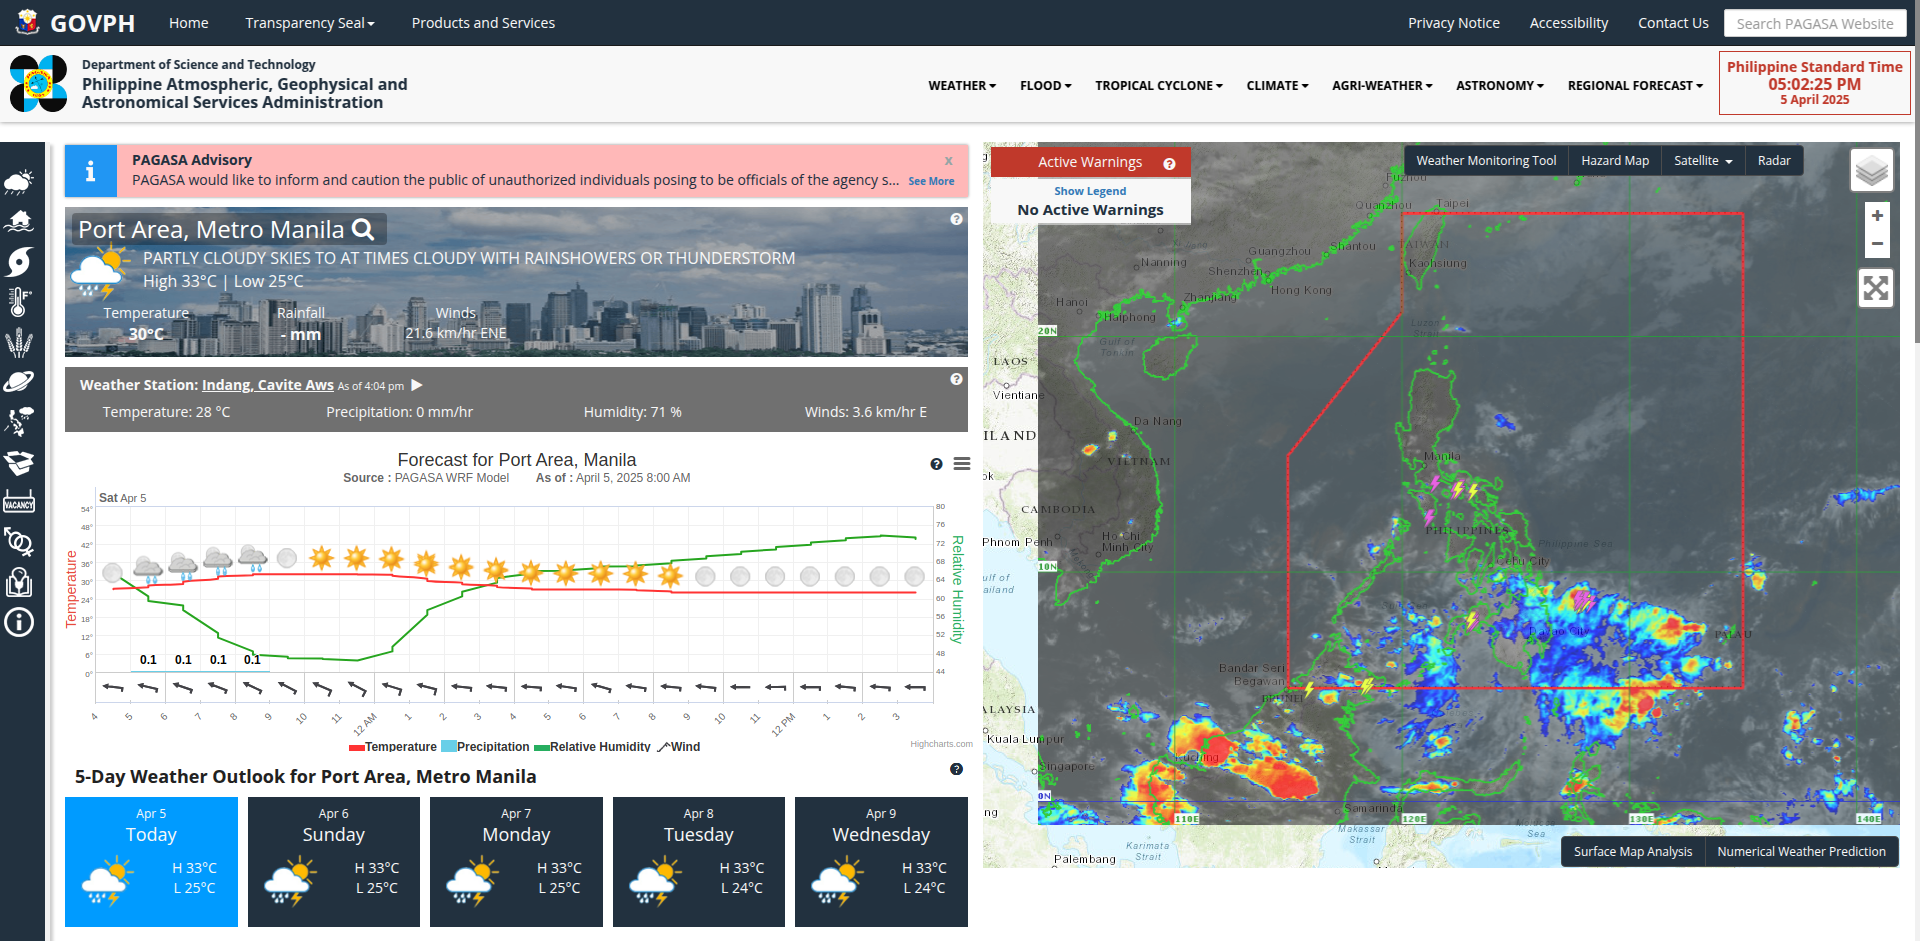 GOVPH
Home
Transparency Seal
Products and Services
Privacy Notice
Accessibility
Contact Us
Search PAGASA Website
Department of Science and Technology
Philippine Atmospheric, Geophysical and
Astronomical Services Administration
WEATHER
FLOOD
TROPICAL CYCLONE
CLIMATE
AGRI-WEATHER
ASTRONOMY
REGIONAL FORECAST
Philippine Standard Time
05:02:25 PM
5 April 2025
VACANCY
PAGASA Advisory
x
PAGASA would like to inform and caution the public of unauthorized individuals posing to be officials of the agency s... See More
Port Area, Metro Manila
PARTLY CLOUDY SKIES TO AT TIMES CLOUDY WITH RAINSHOWERS OR THUNDERSTORM
High 33°C | Low 25°C
Temperature
30°C
Rainfall
- mm
Winds
21.6 km/hr ENE
Weather Station: Indang, Cavite Aws As of 4:04 pm
Temperature: 28 °C
Precipitation: 0 mm/hr
Humidity: 71 %
Winds: 3.6 km/hr E
Forecast for Port Area, Manila
Source : PAGASA WRF Model As of : April 5, 2025 8:00 AM
Sat Apr 5
Temperature
54°
48°
42°
36°
30°
24°
18°
12°
6°
0°
80
76
72
68
64
60
56
52
48
44
Relative Humidity
0.1 0.1 0.1 0.1
4 5 6 7 8 9 10 11 12 AM 1 2 3 4 5 6 7 8 9 10 11 12 PM 1 2 3
Temperature Precipitation Relative Humidity Wind
Highcharts.com
5-Day Weather Outlook for Port Area, Metro Manila
Apr 5
Today
H 33°C
L 25°C
Apr 6
Sunday
H 33°C
L 25°C
Apr 7
Monday
H 33°C
L 25°C
Apr 8
Tuesday
H 33°C
L 24°C
Apr 9
Wednesday
H 33°C
L 24°C
Active Warnings
Show Legend
No Active Warnings
Weather Monitoring Tool
Hazard Map
Satellite
Radar
+
−
Fuzhou
Quanzhou
Taipei
Guangzhou
Shantou
TAIWAN
Nanning
Shenzhen
Kaohsiung
Hong Kong
Hanoi
Zhanjiang
Haiphong
20N
Luzon
Strait
Gulf of
Tonkin
LAOS
Vientiane
Da Nang
ILAND
Manila
VIETNAM
ok
CAMBODIA
PHILIPPINES
Phnom Penh
Ho Chi
Minh City
Philippine Sea
Cebu City
10N
ulf of
ailand
Davao City
PALAU
Bandar Seri
Begawan
BRUNEI
ALAYSIA
Kuala Lumpur
Kuching
Singapore
0N
ng
Samarinda
110E
120E
130E
140E
Makassar
Strait
Sea
Karimata
Strait
Palembang
Surface Map Analysis
Numerical Weather Prediction